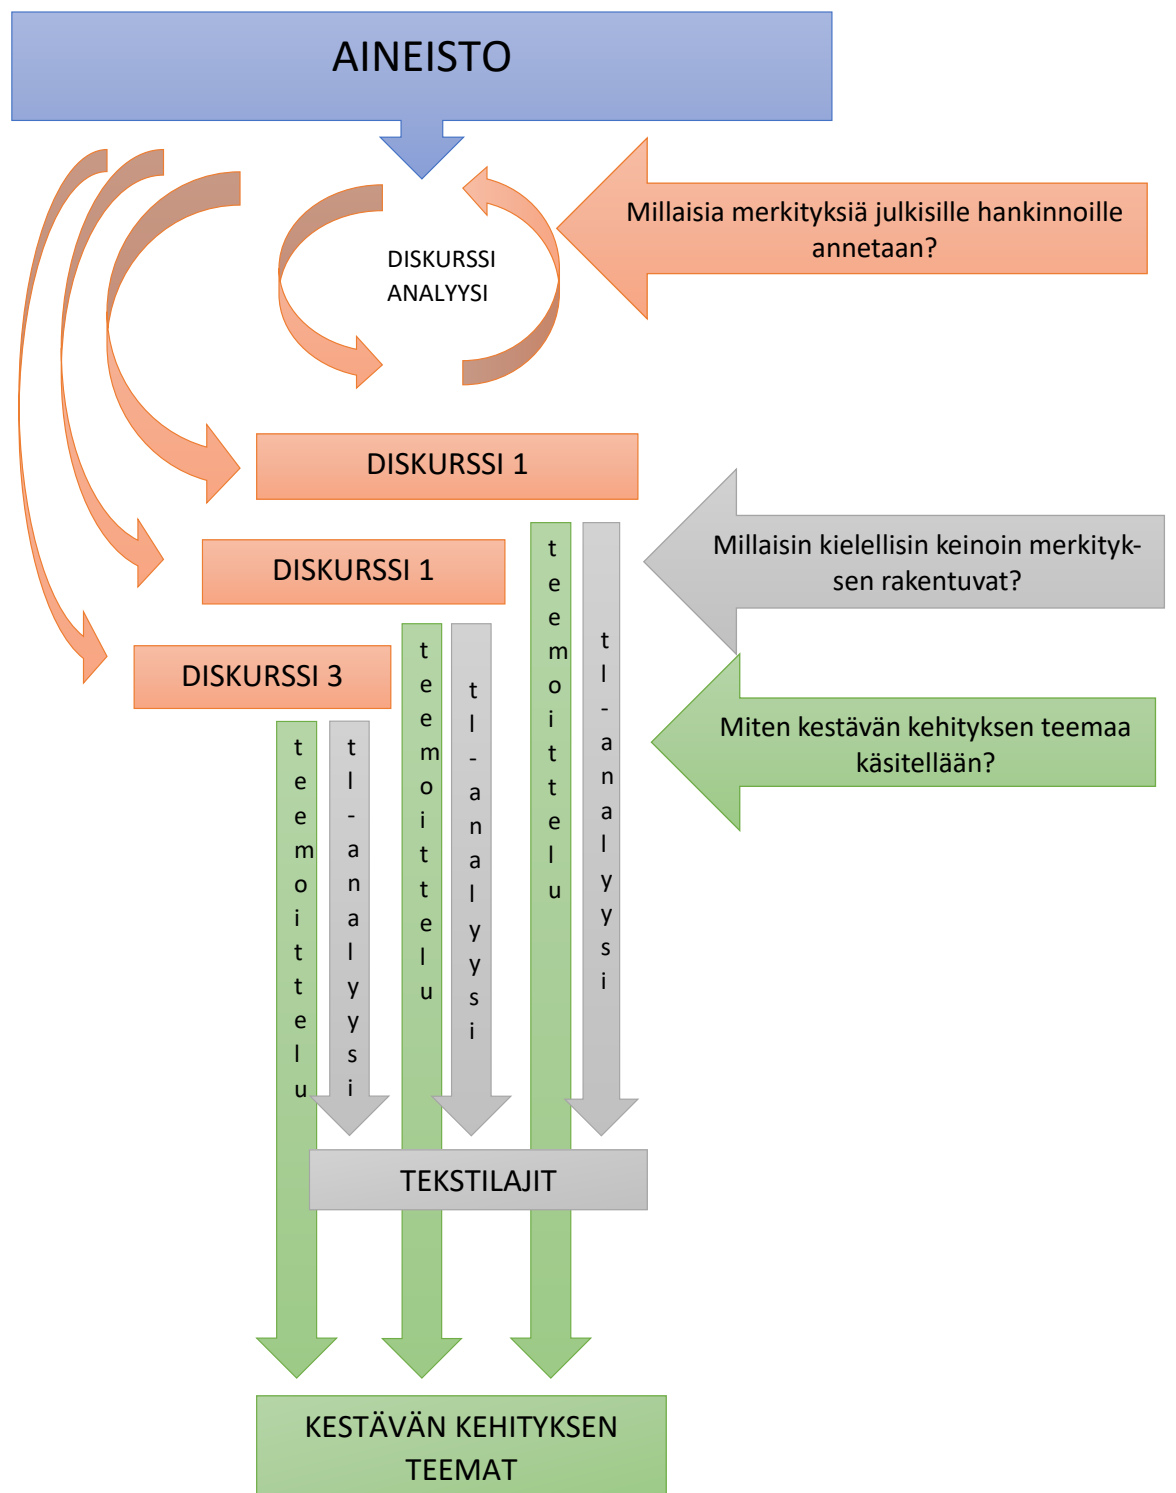 AINEISTO
Millaisia merkityksiä julkisille hankinnoille
annetaan?
DISKURSSI
ANALYYSI
DISKURSSI 1
Millaisin kielellisin keinoin merkityk-
sen rakentuvat?
DISKURSSI 1
DISKURSSI 3
Miten kestävän kehityksen teemaa
käsitellään?
teemoittelu
tl-analyysi
teemoittelu
tl-analyysi
teemoittelu
tl-analyysi
TEKSTILAJIT
KESTÄVÄN KEHITYKSEN
TEEMAT